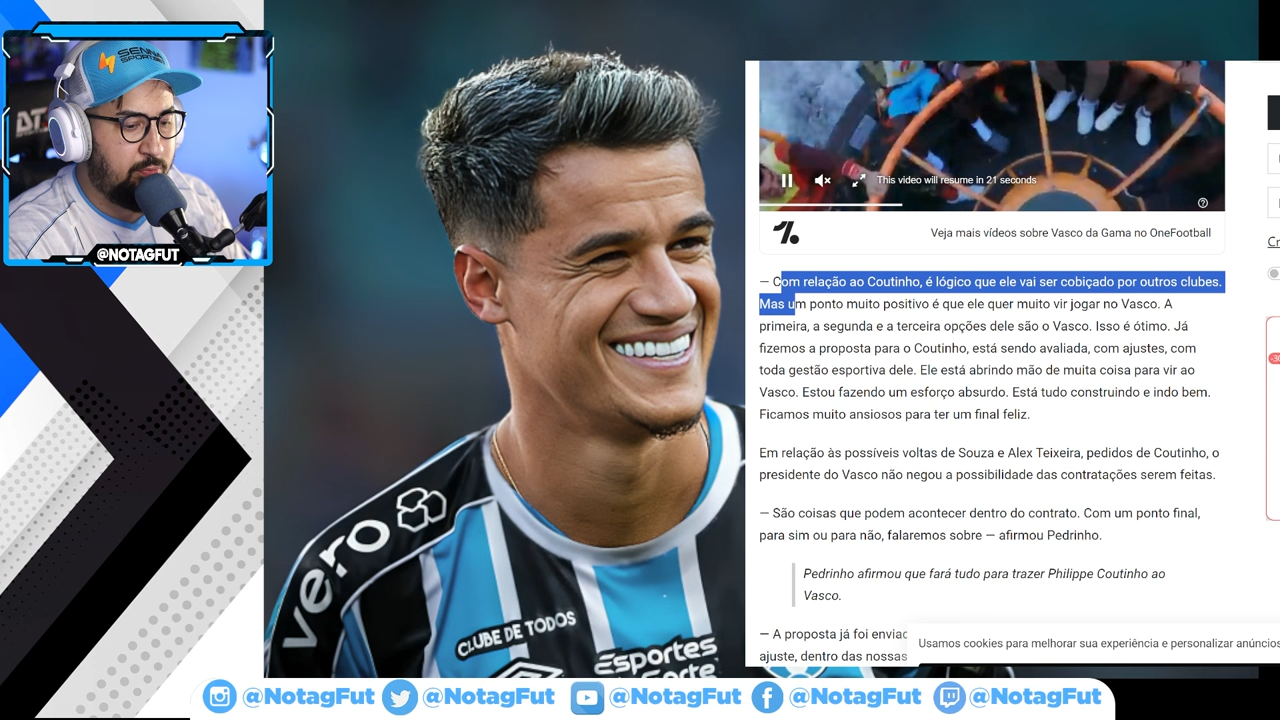 SENNA
SPORTS
@NOTAGFUT
vero
CLUBE DE TODOS
Esportes
This video will resume in 21 seconds
Veja mais vídeos sobre Vasco da Gama no OneFootball
— Com relação ao Coutinho, é lógico que ele vai ser cobiçado por outros clubes.
Mas um ponto muito positivo é que ele quer muito vir jogar no Vasco. A
primeira, a segunda e a terceira opções dele são o Vasco. Isso é ótimo. Já
fizemos a proposta para o Coutinho, está sendo avaliada, com ajustes, com
toda gestão esportiva dele. Ele está abrindo mão de muita coisa para vir ao
Vasco. Estou fazendo um esforço absurdo. Está tudo construindo e indo bem.
Ficamos muito ansiosos para ter um final feliz.
Em relação às possíveis voltas de Souza e Alex Teixeira, pedidos de Coutinho, o
presidente do Vasco não negou a possibilidade das contratações serem feitas.
— São coisas que podem acontecer dentro do contrato. Com um ponto final,
para sim ou para não, falaremos sobre — afirmou Pedrinho.
Pedrinho afirmou que fará tudo para trazer Philippe Coutinho ao
Vasco.
— A proposta já foi enviac
ajuste, dentro das nossas
Usamos cookies para melhorar sua experiência e personalizar anúncios
@NotagFut @NotagFut @NotagFut @NotagFut @NotagFut